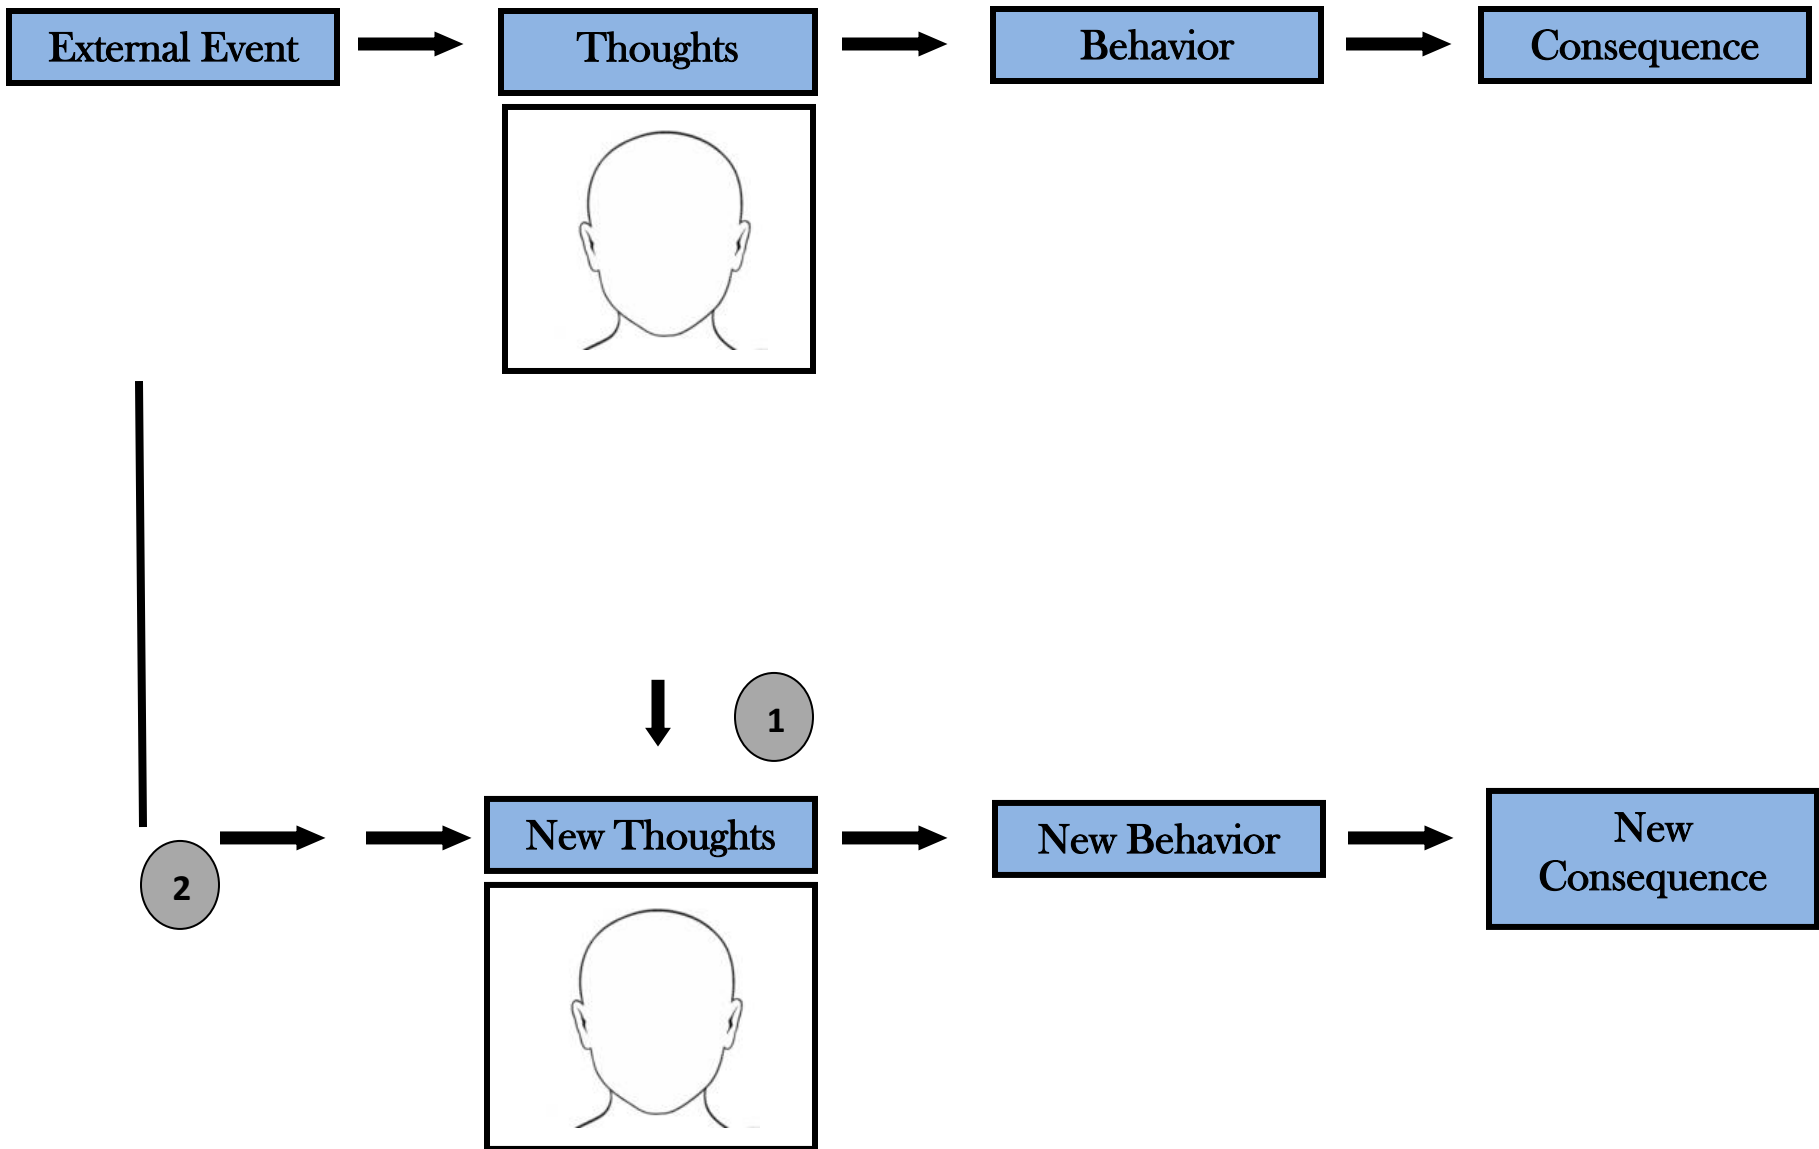 External Event
Thoughts
Behavior
Consequence
1
New Thoughts
New Behavior
New
Consequence
2